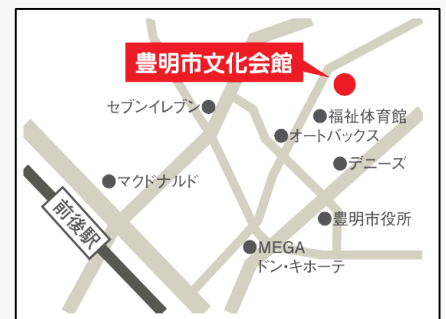 豊明市文化会館
セブンイレブン
福祉体育館
オートバックス
デニーズ
マクドナルド
前後駅
豊明市役所
MEGA
ドン・キホーテ